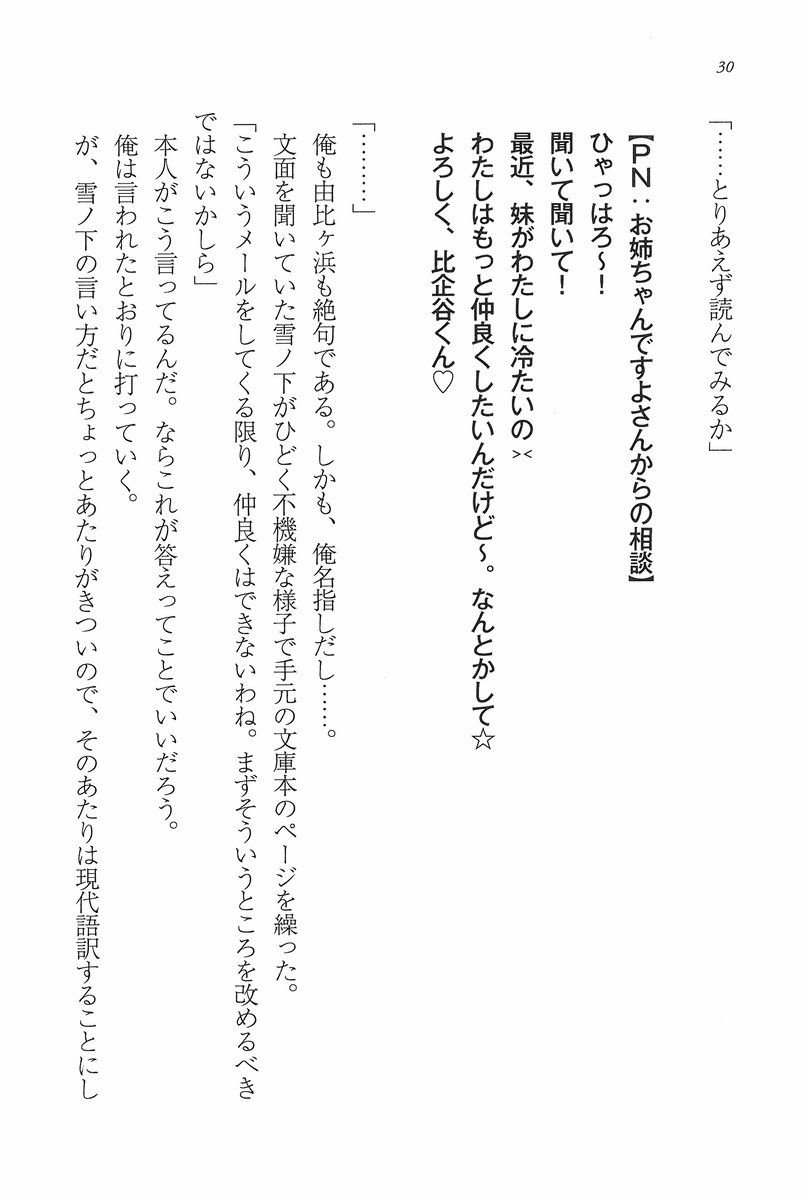 30
「……とりあえず読んでみるか」
【ＰＮ：お姉ちゃんですよさんからの相談】
ひゃっはろ～！
聞いて聞いて！
最近、妹がわたしに冷たいの><
わたしはもっと仲良くしたいんだけど～。なんとかして☆
よろしく、比企谷くん♡
「………」
俺も由比ヶ浜も絶句である。しかも、俺名指しだし……。
文面を聞いていた雪ノ下がひどく不機嫌な様子で手元の文庫本のページを繰った。
「こういうメールをしてくる限り、仲良くはできないわね。まずそういうところを改めるべき
ではないかしら」
本人がこう言ってるんだ。ならこれが答えってことでいいだろう。
俺は言われたとおりに打っていく。
が、雪ノ下の言い方だとちょっとあたりがきついので、そのあたりは現代語訳することにし